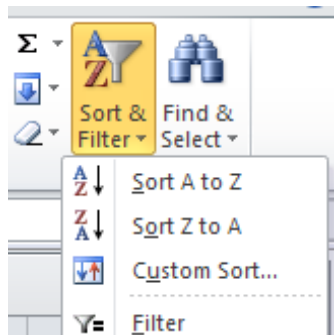 Σ
Sort & Filter
Find & Select
Sort A to Z
Sort Z to A
Custom Sort...
Filter